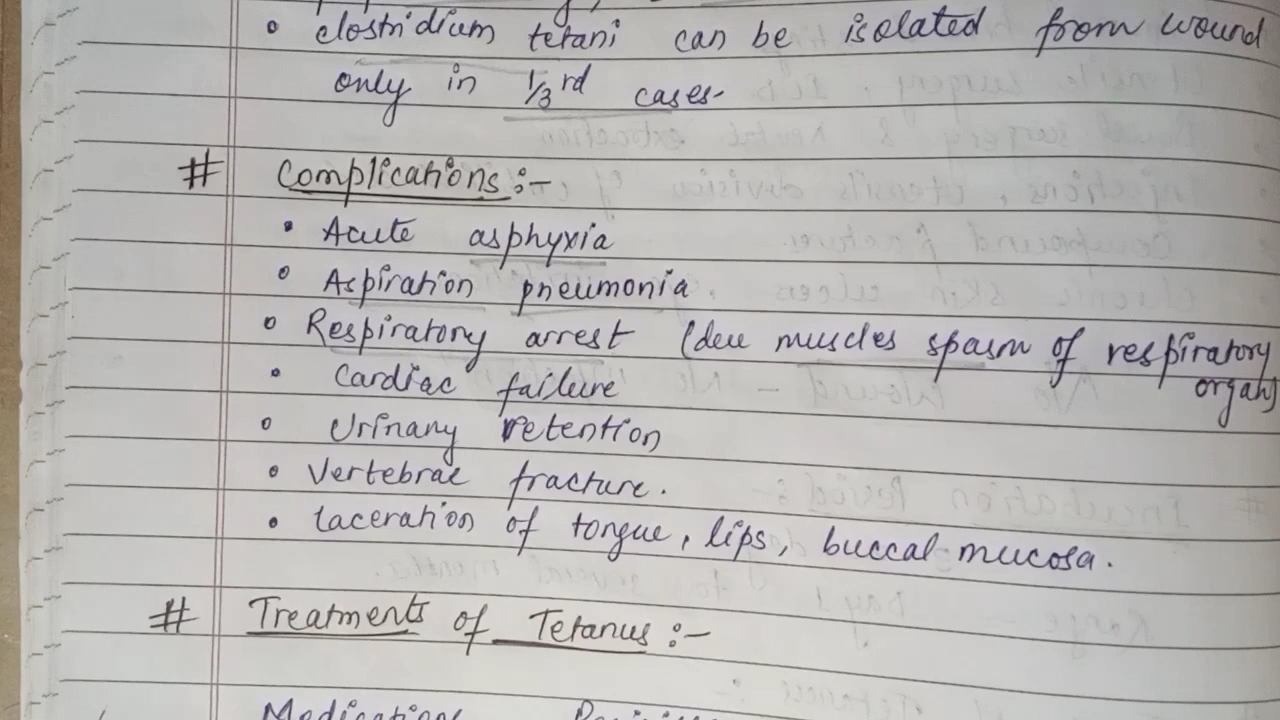 • clostridium tetani can be isolated from wound
only in 1/3rd cases-
# Complications :-
• Acute asphyxia
• Aspiration pneumonia
• Respiratory arrest (due muscles spasm of respiratory
organs)
• Cardiac failure
• Urinary retention
• Vertebrae fracture.
• Laceration of tongue, lips, buccal mucosa.
# Treatments of Tetanus :-
Medications